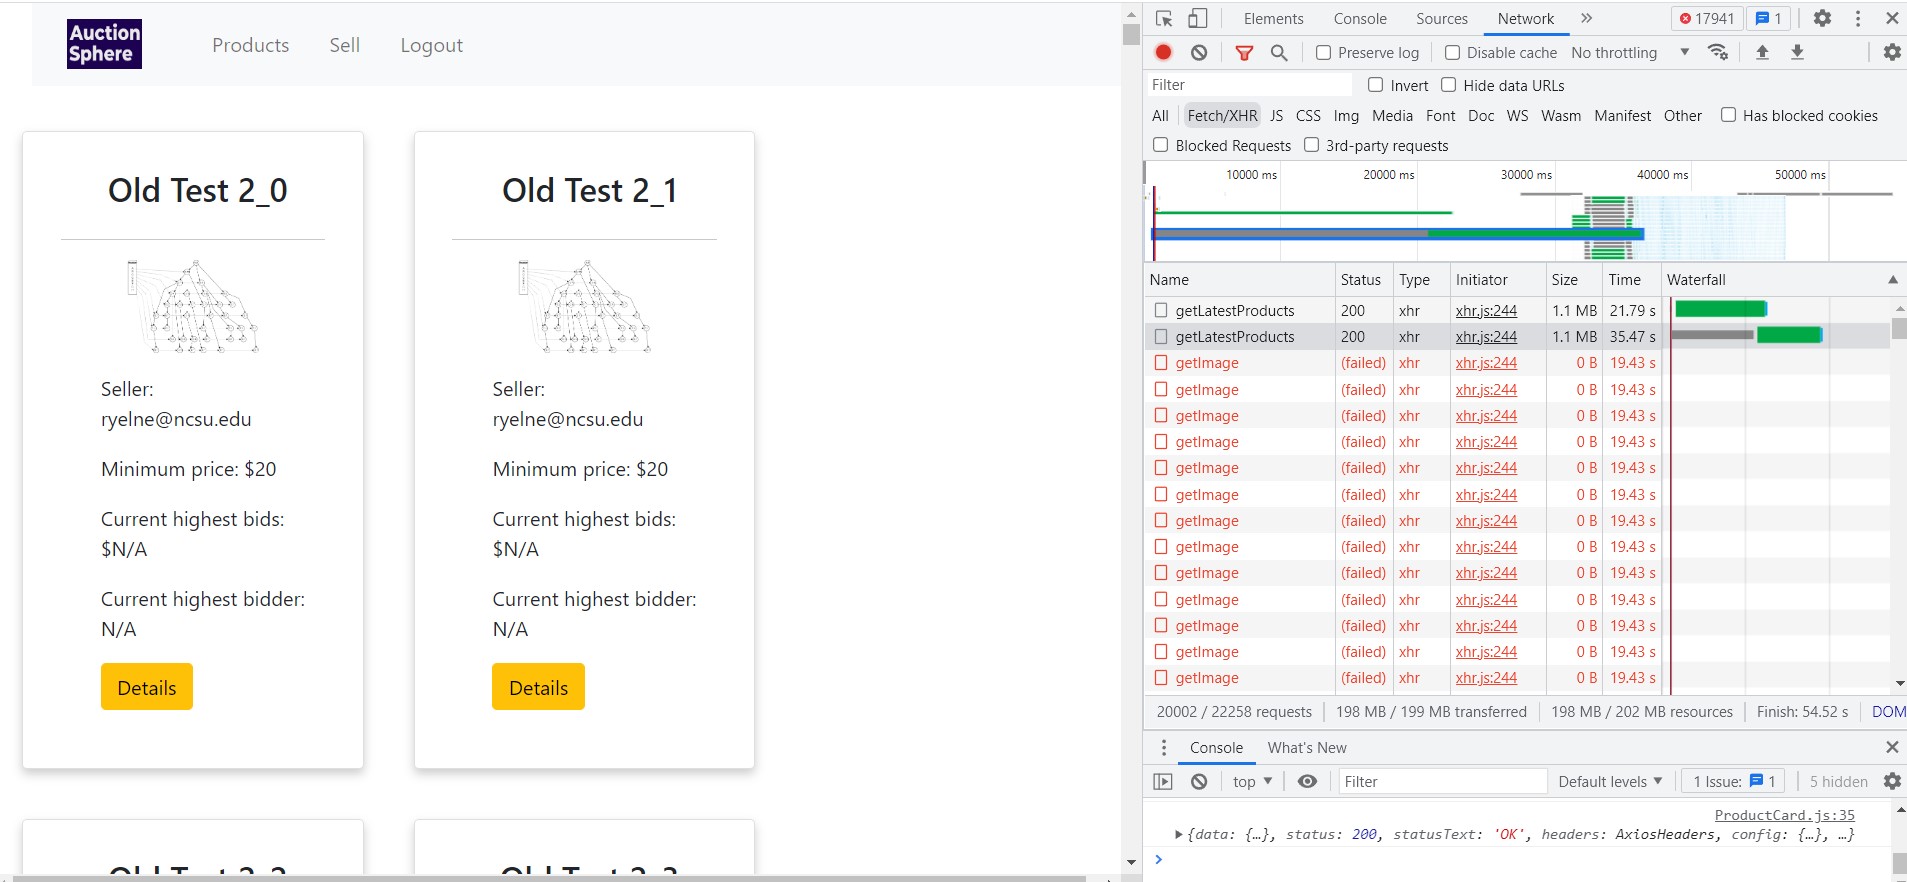 Auction
Sphere
Products
Sell
Logout
Old Test 2_0
Seller:
ryelne@ncsu.edu
Minimum price: $20
Current highest bids:
$N/A
Current highest bidder:
N/A
Details
Old Test 2_1
Seller:
ryelne@ncsu.edu
Minimum price: $20
Current highest bids:
$N/A
Current highest bidder:
N/A
Details
Elements Console Sources Network 17941 1
Preserve log Disable cache No throttling
Filter Invert Hide data URLs
All Fetch/XHR JS CSS Img Media Font Doc WS Wasm Manifest Other Has blocked cookies
Blocked Requests 3rd-party requests
10000 ms 20000 ms 30000 ms 40000 ms 50000 ms
Name Status Type Initiator Size Time Waterfall
getLatestProducts 200 xhr xhr.js:244 1.1 MB 21.79 s
getLatestProducts 200 xhr xhr.js:244 1.1 MB 35.47 s
getImage (failed) xhr xhr.js:244 0 B 19.43 s
getImage (failed) xhr xhr.js:244 0 B 19.43 s
getImage (failed) xhr xhr.js:244 0 B 19.43 s
getImage (failed) xhr xhr.js:244 0 B 19.43 s
getImage (failed) xhr xhr.js:244 0 B 19.43 s
getImage (failed) xhr xhr.js:244 0 B 19.43 s
getImage (failed) xhr xhr.js:244 0 B 19.43 s
getImage (failed) xhr xhr.js:244 0 B 19.43 s
getImage (failed) xhr xhr.js:244 0 B 19.43 s
getImage (failed) xhr xhr.js:244 0 B 19.43 s
getImage (failed) xhr xhr.js:244 0 B 19.43 s
getImage (failed) xhr xhr.js:244 0 B 19.43 s
getImage (failed) xhr xhr.js:244 0 B 19.43 s
20002 / 22258 requests 198 MB / 199 MB transferred 198 MB / 202 MB resources Finish: 54.52 s DOM
Console What's New
top Filter Default levels 1 Issue: 1 5 hidden
ProductCard.js:35
{data: {…}, status: 200, statusText: 'OK', headers: AxiosHeaders, config: {…}, …}